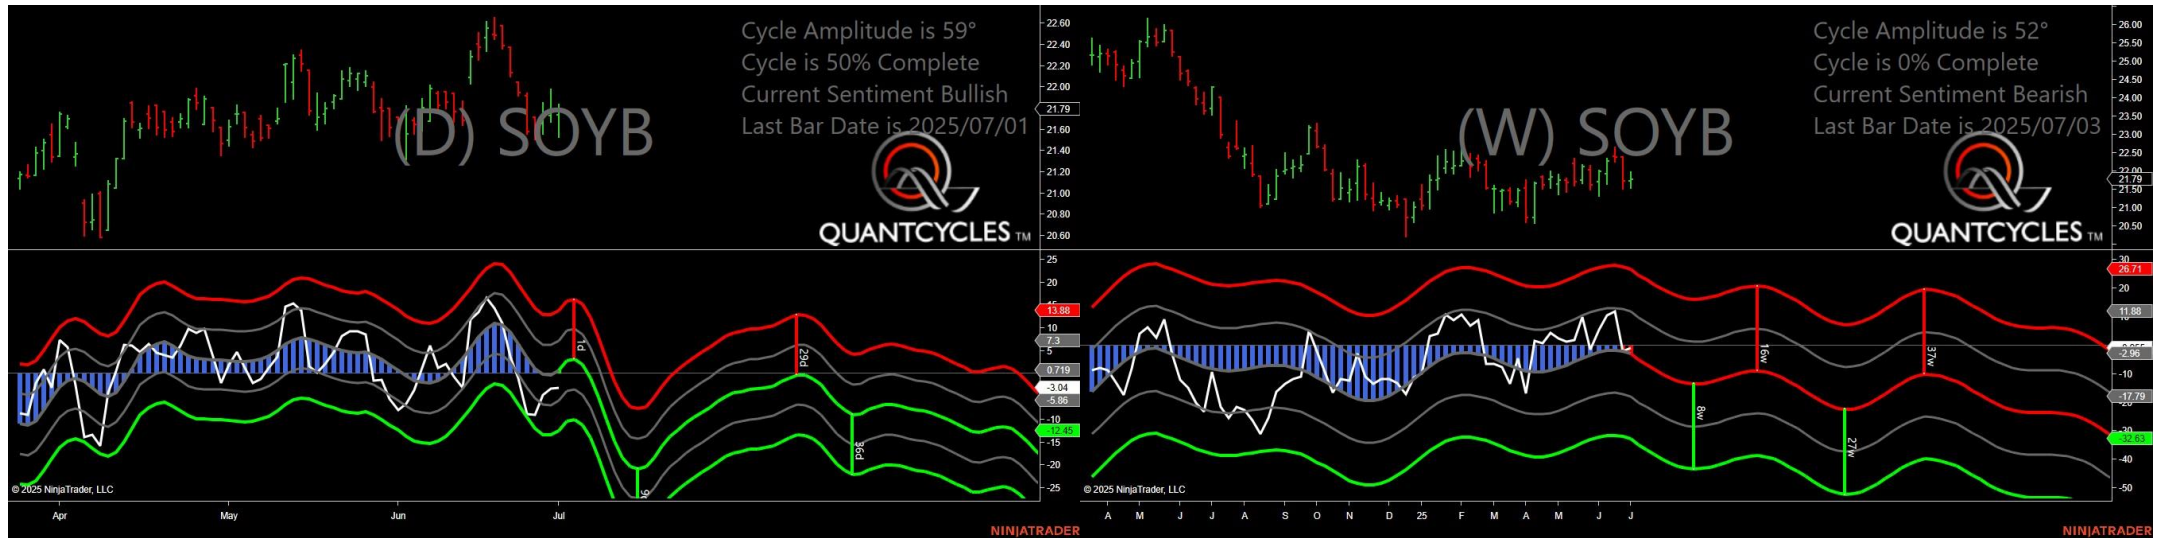 Cycle Amplitude is 59°
Cycle is 50% Complete
Current Sentiment Bullish
Last Bar Date is 2025/07/01
(D) SOYB
QUANTCYCLES TM
22.60
22.40
22.20
22.00
21.79
21.60
21.40
21.20
21.00
20.80
20.60
25
20
13.88
10
7.3
5
0.719
-3.04
-5.86
-10
-12.45
-15
-20
-25
1d
29d
36d
© 2025 NinjaTrader, LLC
Apr May Jun Jul
NINJATRADER
Cycle Amplitude is 52°
Cycle is 0% Complete
Current Sentiment Bearish
Last Bar Date is 2025/07/03
(W) SOYB
QUANTCYCLES TM
26.00
25.50
25.00
24.50
24.00
23.50
23.00
22.50
22.00
21.79
21.50
21.00
20.50
30
26.71
20
11.88
-2.96
-10
-17.79
-32.63
-40
-50
16w
37w
8w
27w
© 2025 NinjaTrader, LLC
A M J J A S O N D 25 F M A M J J
NINJATRADER